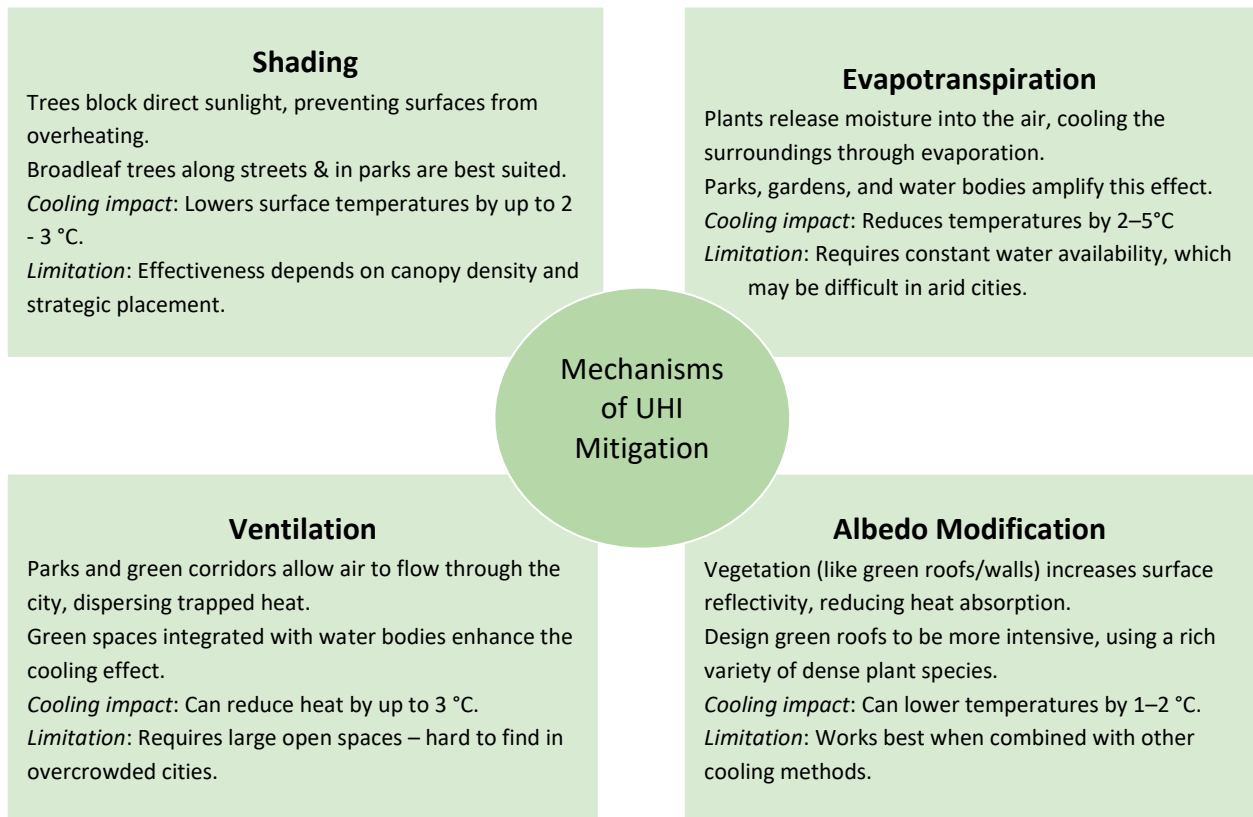 Shading
Trees block direct sunlight, preventing surfaces from
overheating.
Broadleaf trees along streets & in parks are best suited.
Cooling impact: Lowers surface temperatures by up to 2
- 3 °C.
Limitation: Effectiveness depends on canopy density and
strategic placement.
Evapotranspiration
Plants release moisture into the air, cooling the
surroundings through evaporation.
Parks, gardens, and water bodies amplify this effect.
Cooling impact: Reduces temperatures by 2–5°C
Limitation: Requires constant water availability, which
may be difficult in arid cities.
Mechanisms
of UHI
Mitigation
Ventilation
Parks and green corridors allow air to flow through the
city, dispersing trapped heat.
Green spaces integrated with water bodies enhance the
cooling effect.
Cooling impact: Can reduce heat by up to 3 °C.
Limitation: Requires large open spaces – hard to find in
overcrowded cities.
Albedo Modification
Vegetation (like green roofs/walls) increases surface
reflectivity, reducing heat absorption.
Design green roofs to be more intensive, using a rich
variety of dense plant species.
Cooling impact: Can lower temperatures by 1–2 °C.
Limitation: Works best when combined with other
cooling methods.